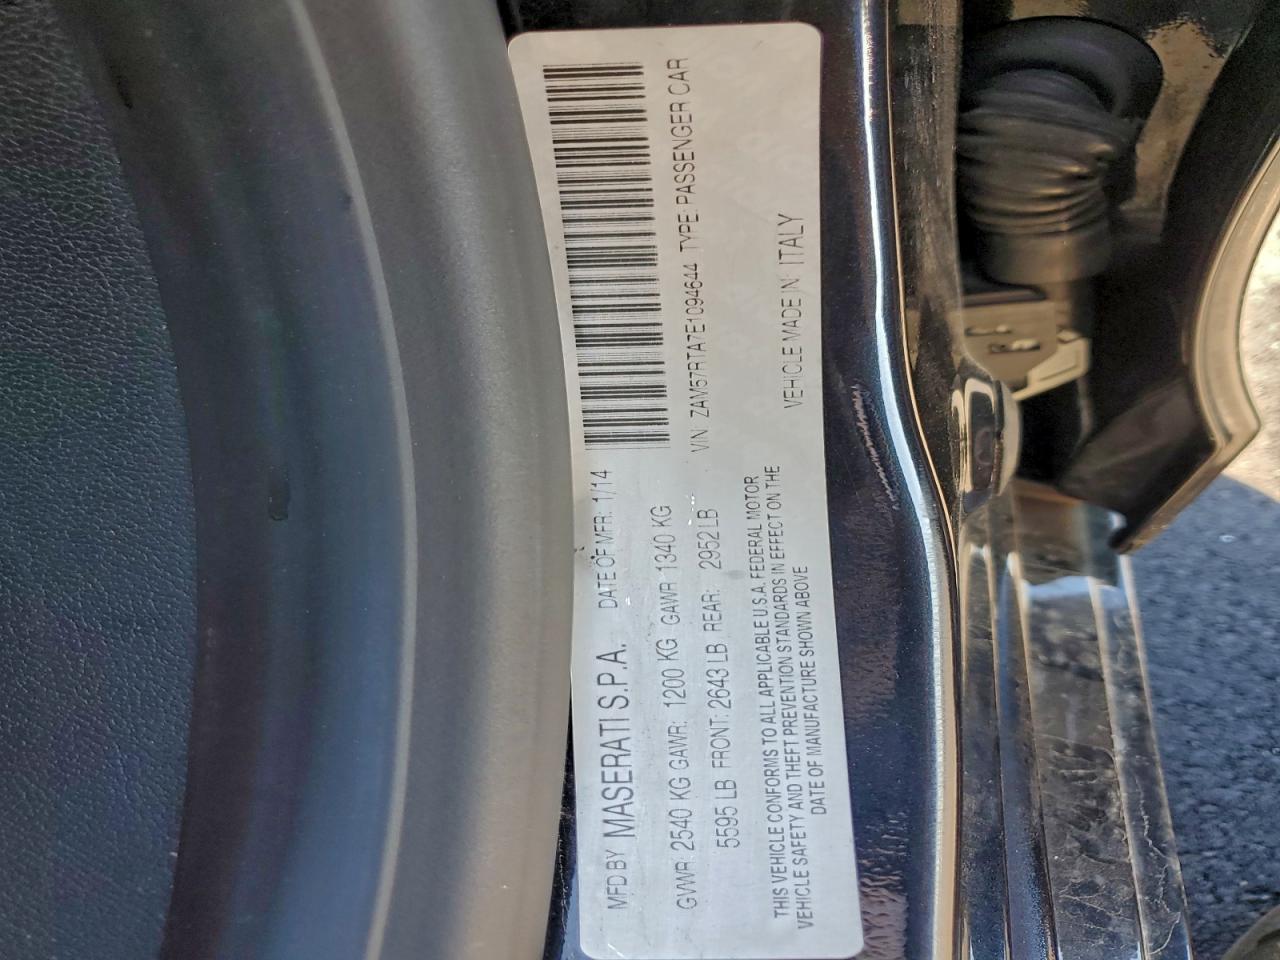 MFD BY MASERATI S.P.A. DATE OF MFR: 1/14
GVWR: 2540 KG GAWR: 1200 KG GAWR 1340 KG
5595 LB FRONT: 2643 LB REAR: 2952 LB
THIS VEHICLE CONFORMS TO ALL APPLICABLE U.S.A. FEDERAL MOTOR
VEHICLE SAFETY AND THEFT PREVENTION STANDARDS IN EFFECT ON THE
DATE OF MANUFACTURE SHOWN ABOVE
VIN: ZAM57RTA7E1094644 TYPE: PASSENGER CAR
VEHICLE MADE IN: ITALY